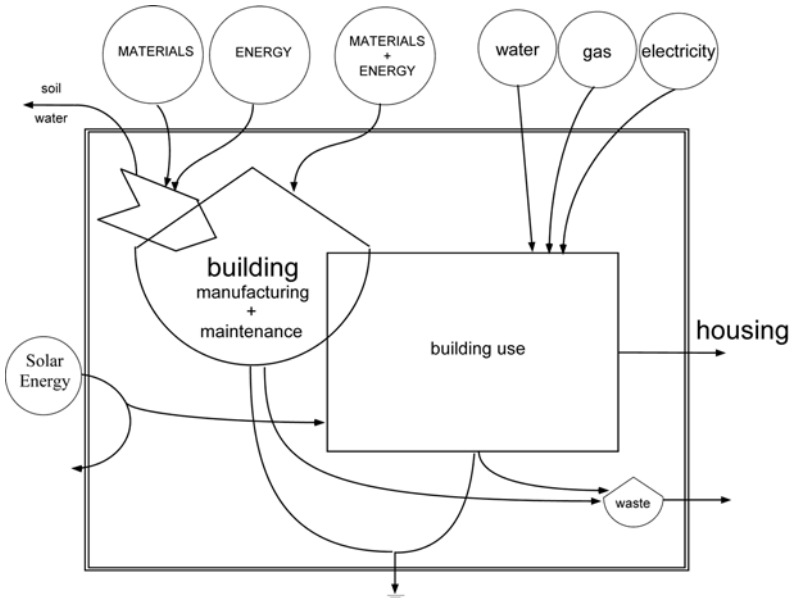 MATERIALS
ENERGY
MATERIALS
+
ENERGY
water
gas
electricity
soil
water
building
manufacturing
+
maintenance
building use
housing
Solar
Energy
waste